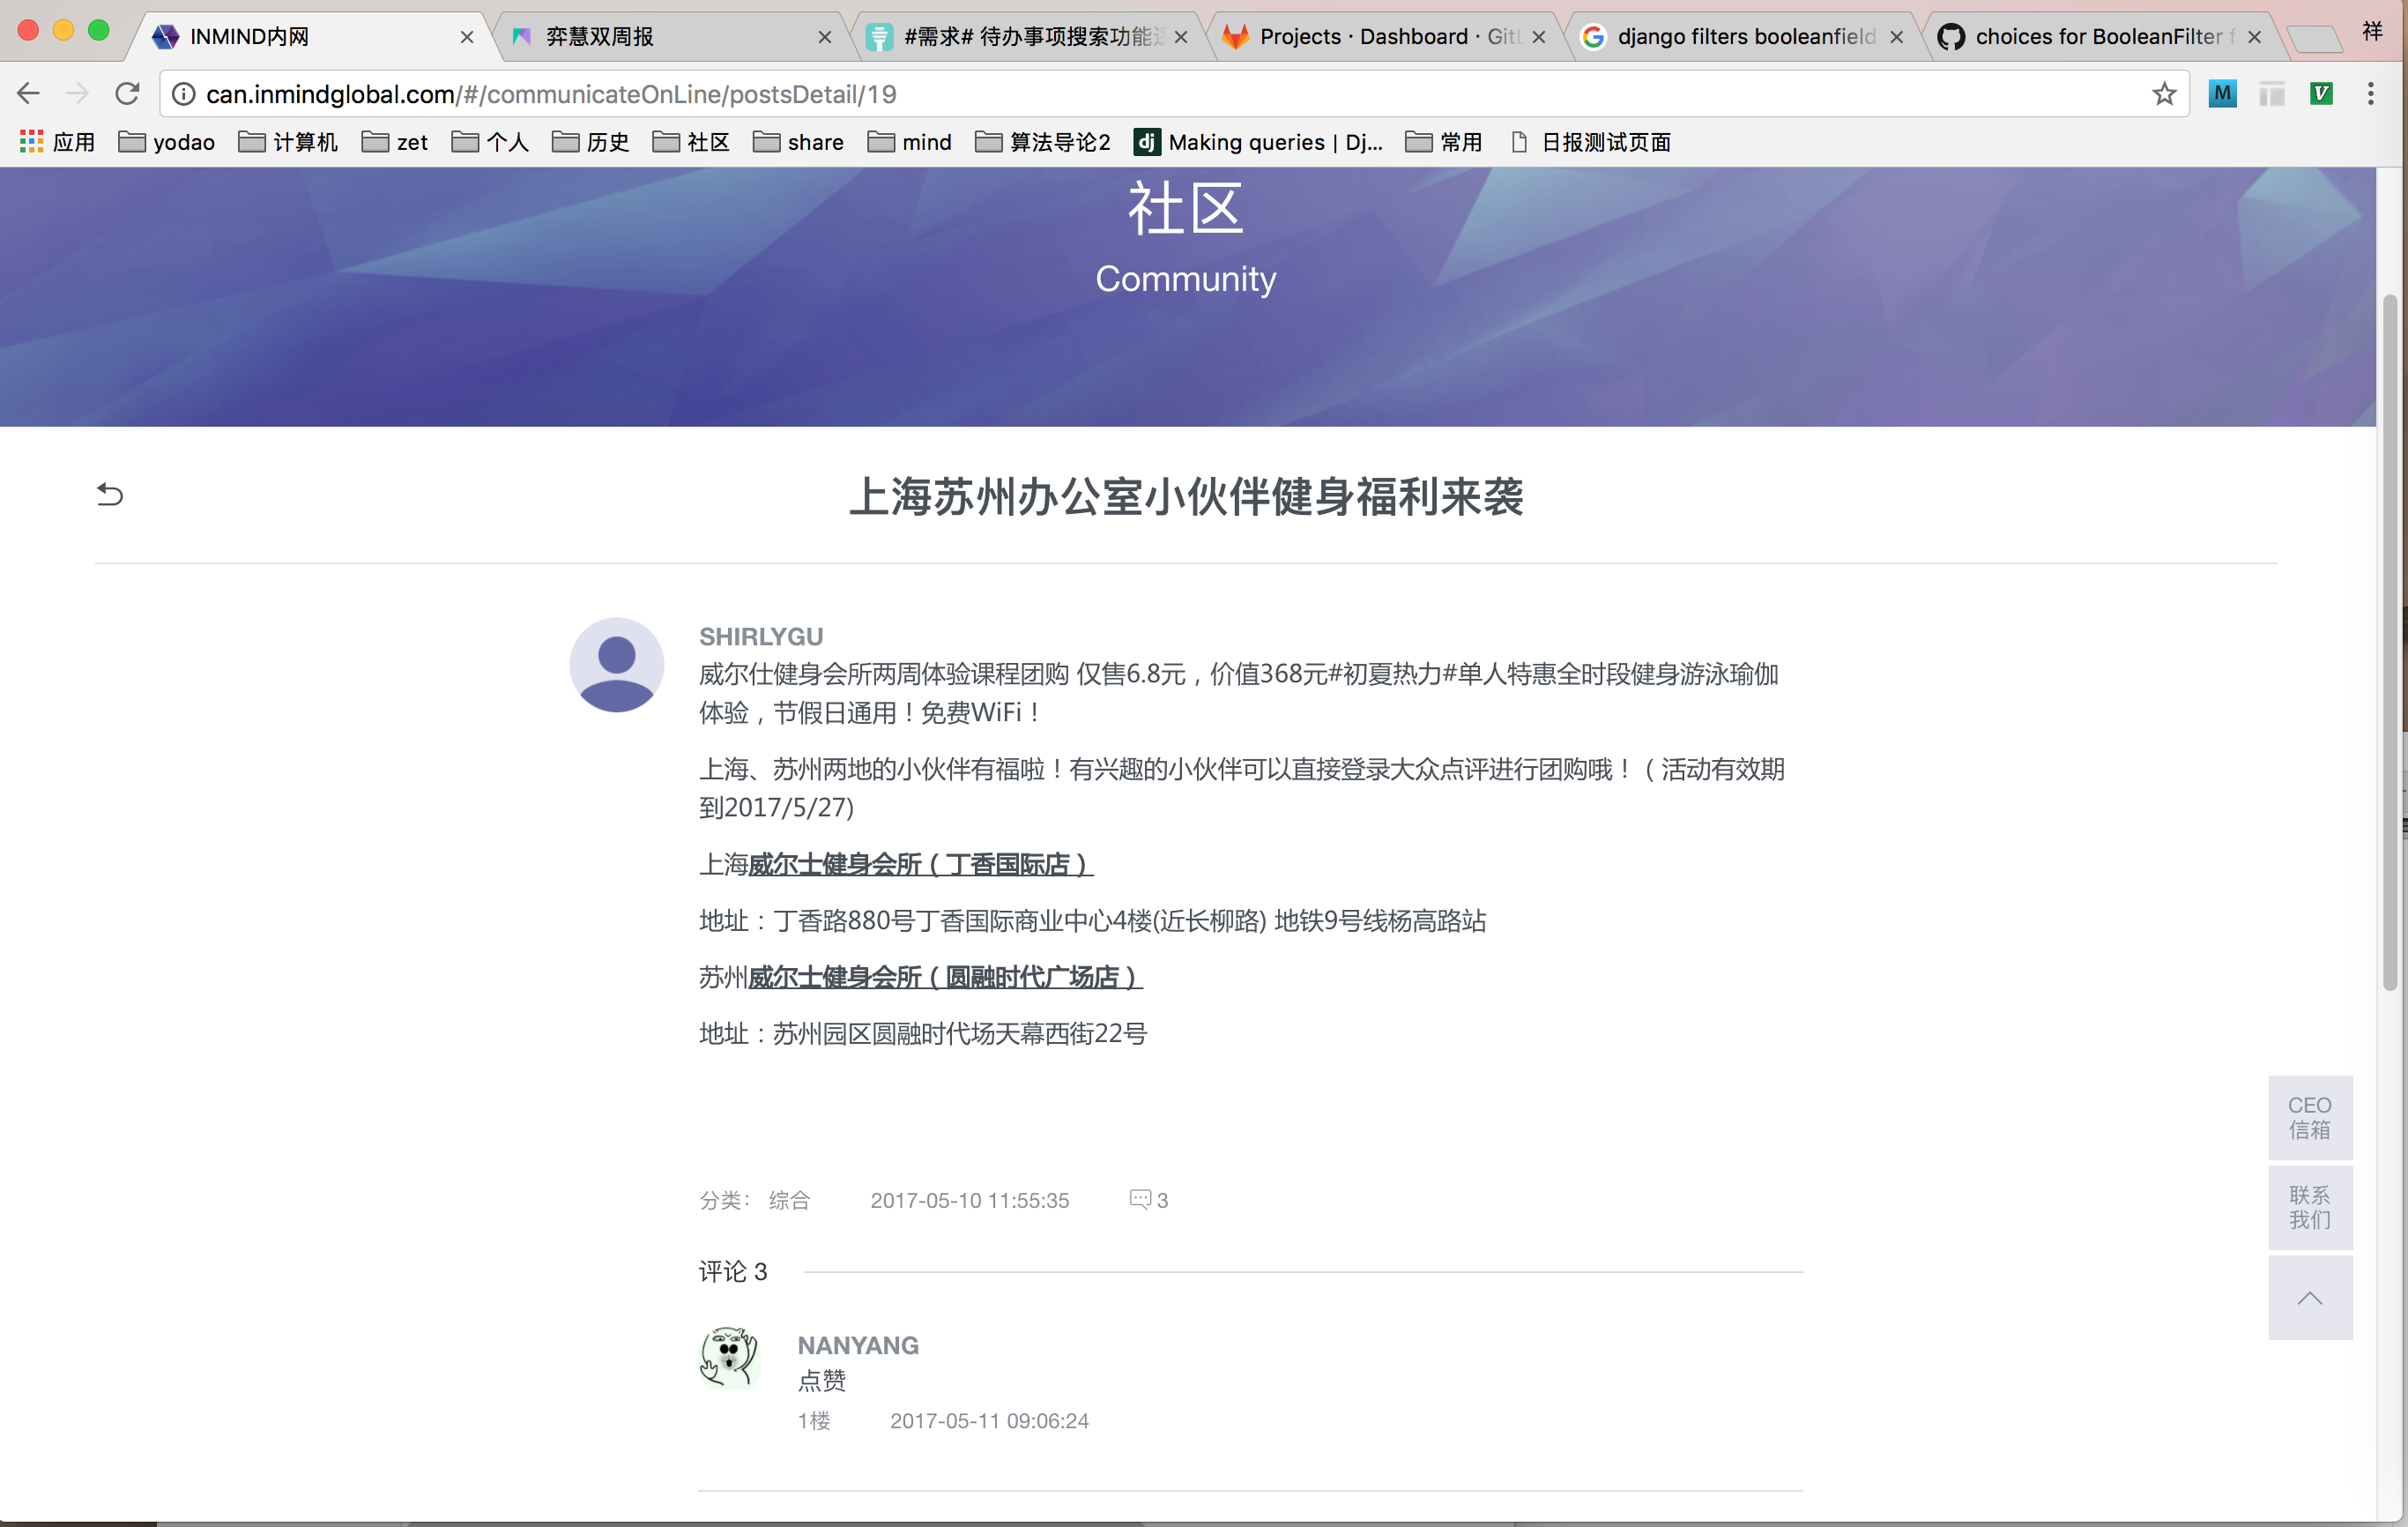 INMIND内网
弈慧双周报
#需求# 待办事项搜索功能
Projects · Dashboard · GitL
django filters booleanfield
choices for BooleanFilter f
祥
can.inmindglobal.com/#/communicateOnLine/postsDetail/19
M
V
应用
yodao
计算机
zet
个人
历史
社区
share
mind
算法导论2
dj
Making queries | Dj...
常用
日报测试页面
社区
Community
上海苏州办公室小伙伴健身福利来袭
SHIRLYGU
威尔仕健身会所两周体验课程团购 仅售6.8元，价值368元#初夏热力#单人特惠全时段健身游泳瑜伽
体验，节假日通用！免费WiFi！
上海、苏州两地的小伙伴有福啦！有兴趣的小伙伴可以直接登录大众点评进行团购哦！（活动有效期
到2017/5/27)
上海威尔士健身会所（丁香国际店）
地址：丁香路880号丁香国际商业中心4楼(近长柳路) 地铁9号线杨高路站
苏州威尔士健身会所（圆融时代广场店）
地址：苏州园区圆融时代场天幕西街22号
分类： 综合 2017-05-10 11:55:35 3
评论 3
NANYANG
点赞
1楼 2017-05-11 09:06:24
CEO
信箱
联系
我们